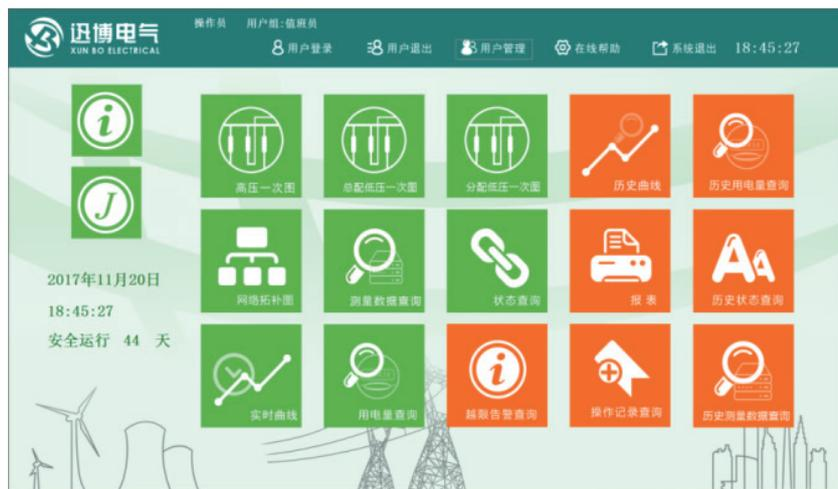 迅博电气
XUN BO ELECTRICAL
操作员 用户组:值班员
用户登录 用户退出 用户管理 在线帮助 系统退出 18:45:27
i
J
高压一次图 总配低压一次图 分配低压一次图 历史曲线 历史用电量查询
网络拓补图 测量数据查询 状态查询 报表 历史状态查询
2017年11月20日
18:45:27
安全运行 44 天
实时曲线 用电量查询 越限告警查询 操作记录查询 历史测量数据查询